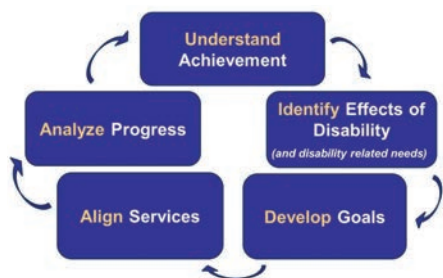 Understand
Achievement
Identify Effects of
Disability
(and disability related needs)
Develop Goals
Align Services
Analyze Progress